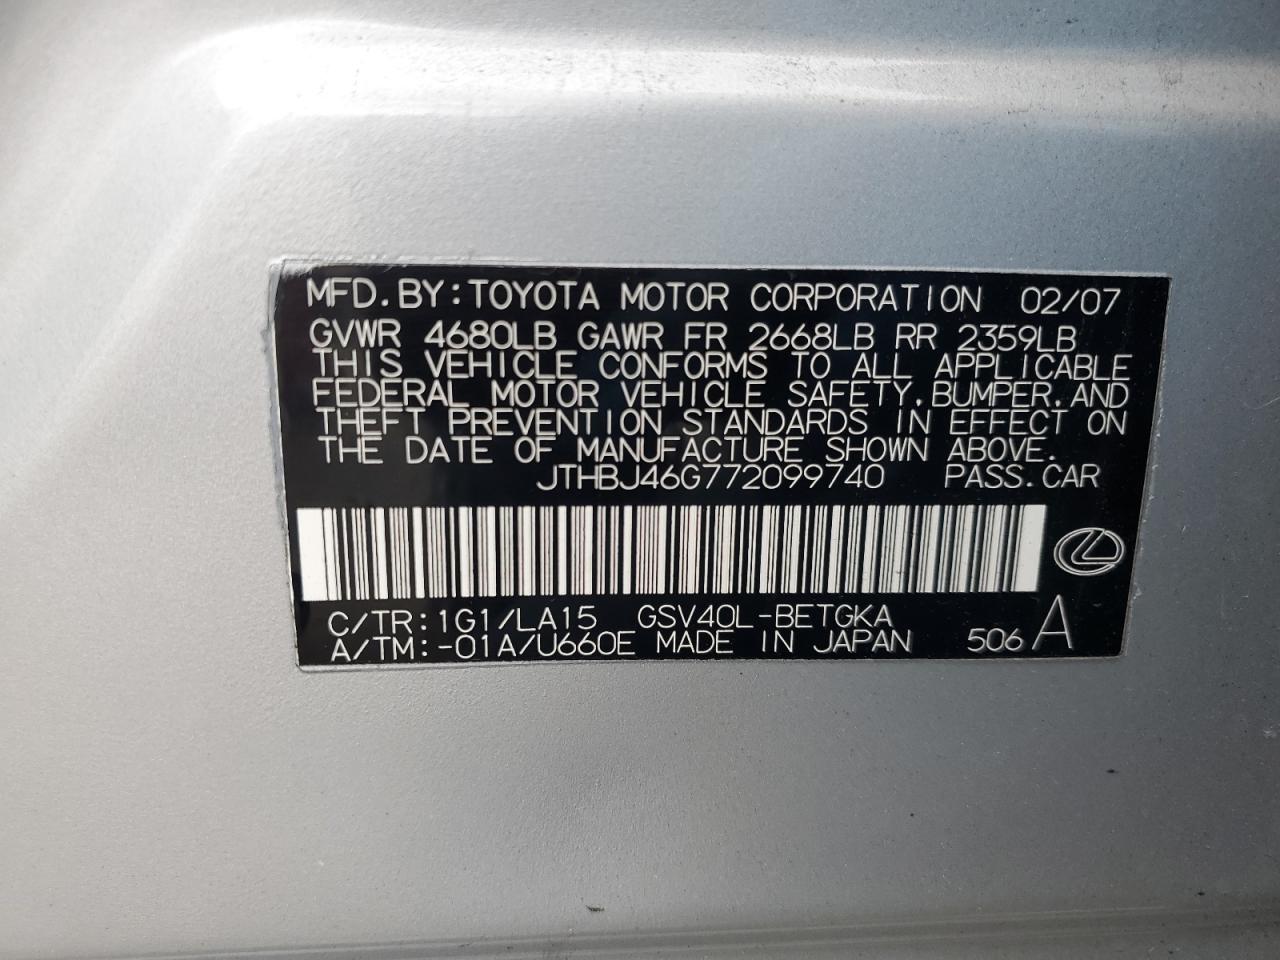 MFD.BY:TOYOTA MOTOR CORPORATION 02/07
GVWR 4680LB GAWR FR 2668LB RR 2359LB
THIS VEHICLE CONFORMS TO ALL APPLICABLE
FEDERAL MOTOR VEHICLE SAFETY,BUMPER,AND
THEFT PREVENTION STANDARDS IN EFFECT ON
THE DATE OF MANUFACTURE SHOWN ABOVE.
JTHBJ46G772099740 PASS.CAR
C/TR:1G1/LA15 GSV40L-BETGKA
A/TM:-01A/U660E MADE IN JAPAN 506 A